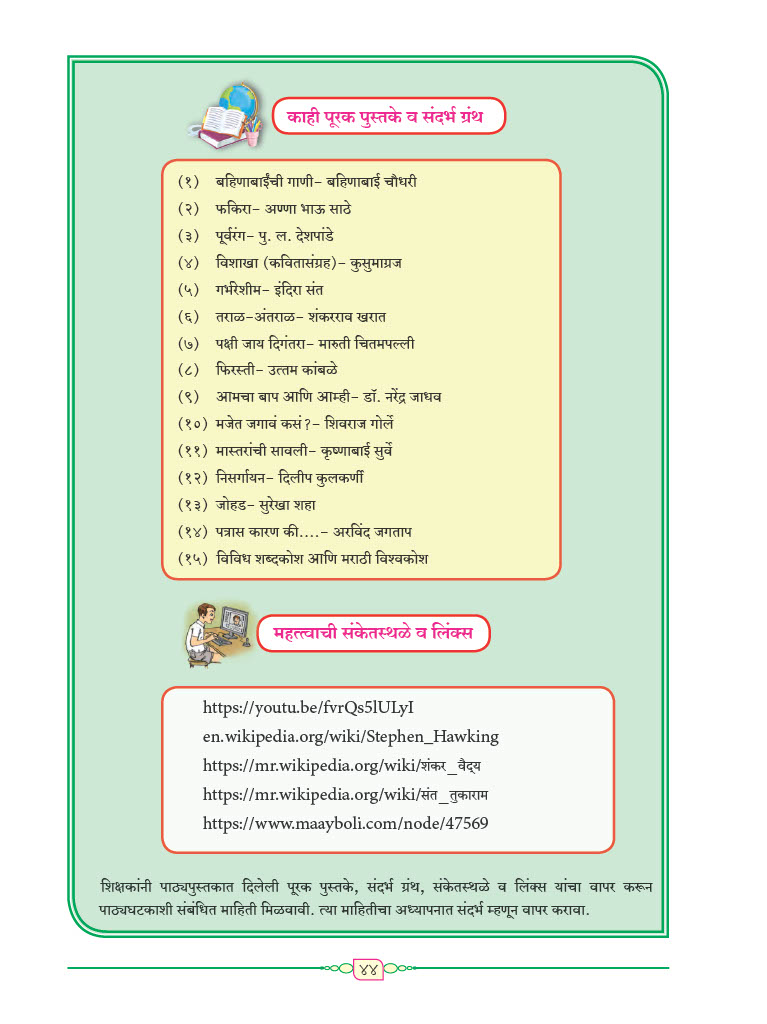 काही पूरक पुस्तके व संदर्भ ग्रंथ
(१) बहिणाबाईंची गाणी– बहिणाबाई चौधरी
(२) फकिरा– अण्णा भाऊ साठे
(३) पूर्वरंग– पु. ल. देशपांडे
(४) विशाखा (कवितासंग्रह)– कुसुमाग्रज
(५) गर्भरेशीम– इंदिरा संत
(६) तराळ–अंतराळ– शंकरराव खरात
(७) पक्षी जाय दिगंतरा– मारुती चितमपल्ली
(८) फिरस्ती– उत्तम कांबळे
(९) आमचा बाप आणि आम्ही– डॉ. नरेंद्र जाधव
(१०) मजेत जगावं कसं?– शिवराज गोर्ले
(११) मास्तरांची सावली– कृष्णाबाई सुर्वे
(१२) निसर्गायन– दिलीप कुलकर्णी
(१३) जोहड– सुरेखा शहा
(१४) पत्रास कारण की....– अरविंद जगताप
(१५) विविध शब्दकोश आणि मराठी विश्वकोश
महत्त्वाची संकेतस्थळे व लिंक्स
https://youtu.be/fvrQs5lULyI
en.wikipedia.org/wiki/Stephen_Hawking
https://mr.wikipedia.org/wiki/शंकर_वैद्य
https://mr.wikipedia.org/wiki/संत_तुकाराम
https://www.maayboli.com/node/47569
शिक्षकांनी पाठ्यपुस्तकात दिलेली पूरक पुस्तके, संदर्भ ग्रंथ, संकेतस्थळे व लिंक्स यांचा वापर करून
पाठ्यघटकाशी संबंधित माहिती मिळवावी. त्या माहितीचा अध्यापनात संदर्भ म्हणून वापर करावा.
४४